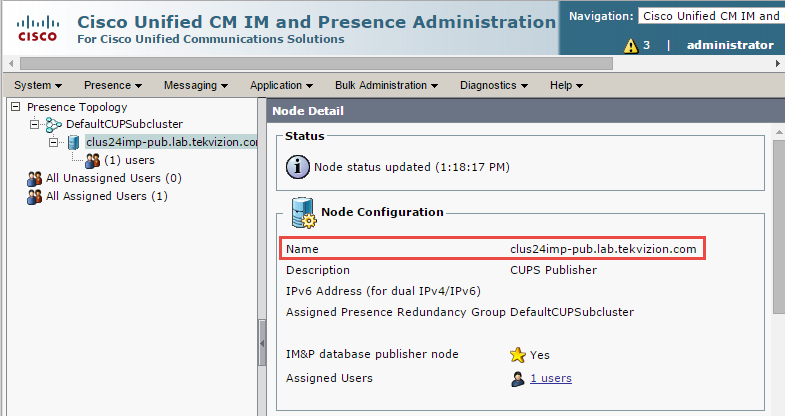 Cisco Unified CM IM and Presence Administration
For Cisco Unified Communications Solutions
CISCO
Navigation: Cisco Unified CM IM and
3 | administrator
System Presence Messaging Application Bulk Administration Diagnostics Help
Presence Topology
DefaultCUPSubcluster
clus24imp-pub.lab.tekvizion.co
(1) users
All Unassigned Users (0)
All Assigned Users (1)
Node Detail
Status
Node status updated (1:18:17 PM)
Node Configuration
Name clus24imp-pub.lab.tekvizion.com
Description CUPS Publisher
IPv6 Address (for dual IPv4/IPv6)
Assigned Presence Redundancy Group DefaultCUPSubcluster
IM&P database publisher node Yes
Assigned Users 1 users